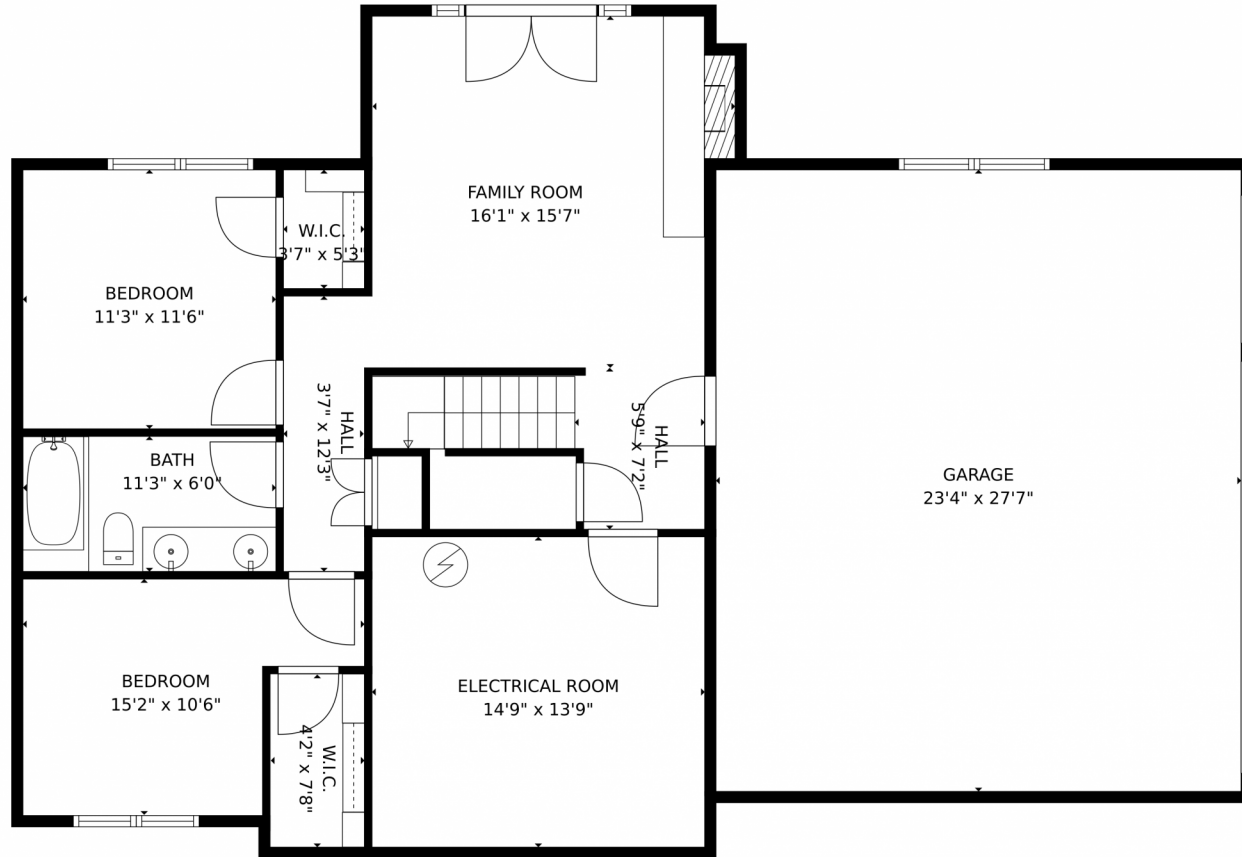 FAMILY ROOM
16'1" x 15'7"
W.I.C.
3'7" x 5'3"
BEDROOM
11'3" x 11'6"
HALL
3'7" x 12'3"
HALL
5'9" x 7'2"
BATH
11'3" x 6'0"
GARAGE
23'4" x 27'7"
BEDROOM
15'2" x 10'6"
ELECTRICAL ROOM
14'9" x 13'9"
W.I.C.
4'2" x 7'8"